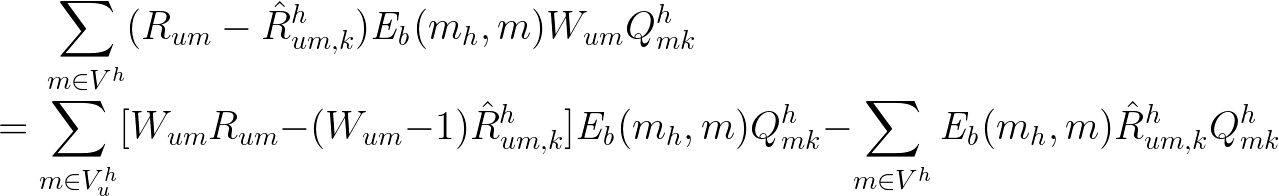 \sum_{m \in V^h} (R_{um} - \hat{R}^h_{um,k}) E_b(m_h, m) W_{um} Q^h_{mk}
= \sum_{m \in V^h_u} [W_{um} R_{um} - (W_{um} - 1) \hat{R}^h_{um,k}] E_b(m_h, m) Q^h_{mk} - \sum_{m \in V^h} E_b(m_h, m) \hat{R}^h_{um,k} Q^h_{mk}